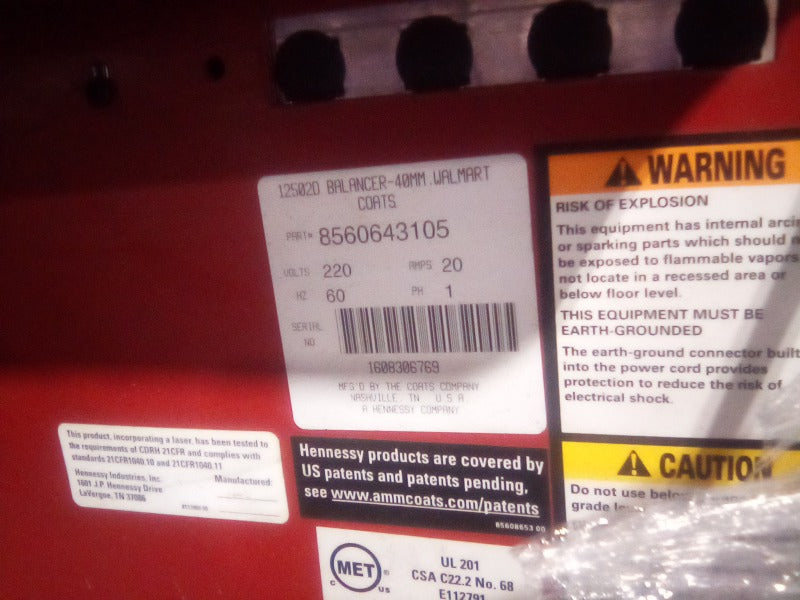 12502D BALANCER-40MM.WALMART
COATS
PART# 8560643105
VOLTS 220 AMPS 20
HZ 60 PH 1
SERIAL
NO
1608306769
MFG'D BY THE COATS COMPANY
NASHVILLE, TN U S A
A HENNESSY COMPANY
WARNING
RISK OF EXPLOSION
This equipment has internal arcin
or sparking parts which should n
be exposed to flammable vapors
not locate in a recessed area or
below floor level.
THIS EQUIPMENT MUST BE
EARTH-GROUNDED
The earth-ground connector built
into the power cord provides
protection to reduce the risk of
electrical shock.
CAUTION
Do not use below
grade
This product, incorporating a laser, has been tested to
the requirements of CDRH 21CFR and complies with
standards 21CFR1040.10 and 21CFR1040.11
Hennessy Industries, Inc. Manufactured:
1601 J.P. Hennessy Drive
LaVergne, TN 37086
Hennessy products are covered by
US patents and patents pending,
see www.ammcoats.com/patents
85608653 00
MET
C US
UL 201
CSA C22.2 No. 68
E112791